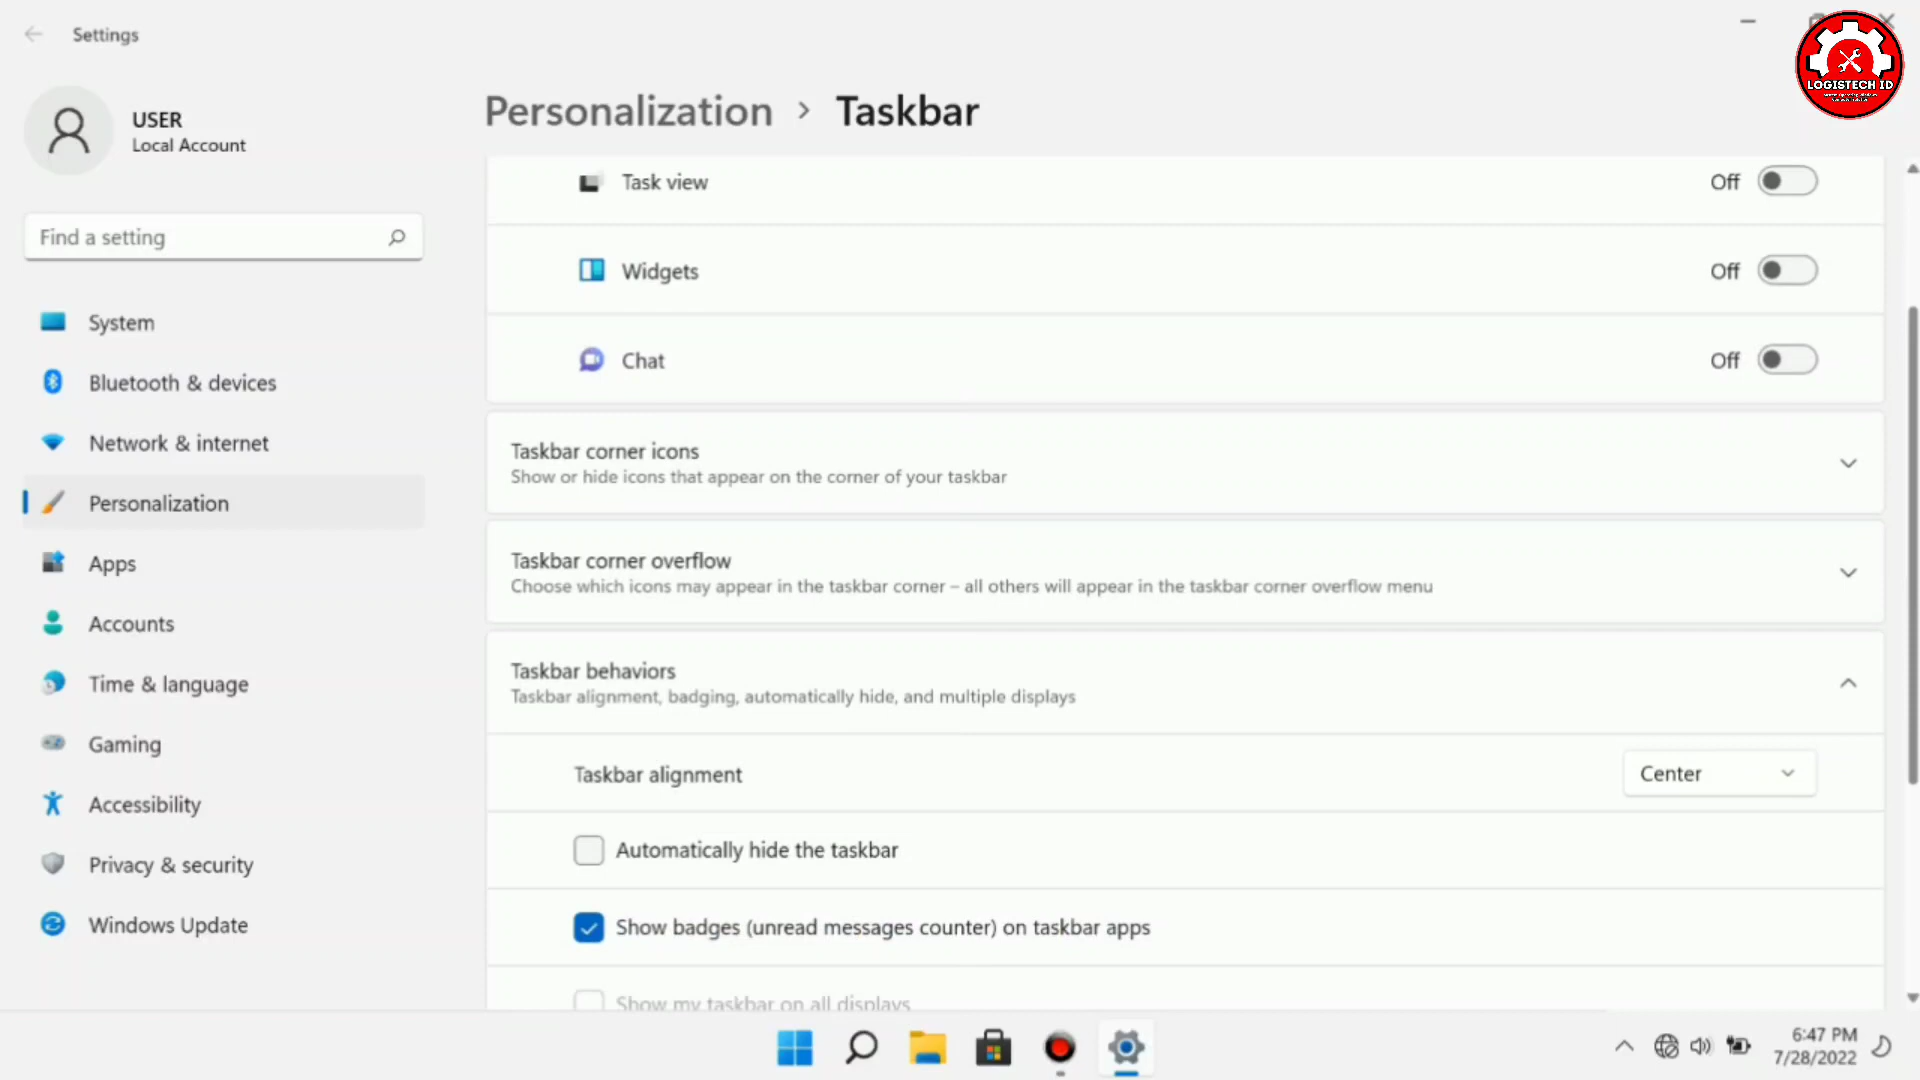 Settings
LOGISTECH ID
USER
Local Account
Personalization > Taskbar
Find a setting
System
Bluetooth & devices
Network & internet
Personalization
Apps
Accounts
Time & language
Gaming
Accessibility
Privacy & security
Windows Update
Task view
Off
Widgets
Off
Chat
Off
Taskbar corner icons
Show or hide icons that appear on the corner of your taskbar
Taskbar corner overflow
Choose which icons may appear in the taskbar corner – all others will appear in the taskbar corner overflow menu
Taskbar behaviors
Taskbar alignment, badging, automatically hide, and multiple displays
Taskbar alignment
Center
Automatically hide the taskbar
Show badges (unread messages counter) on taskbar apps
Show my taskbar on all displays
6:47 PM
7/28/2022